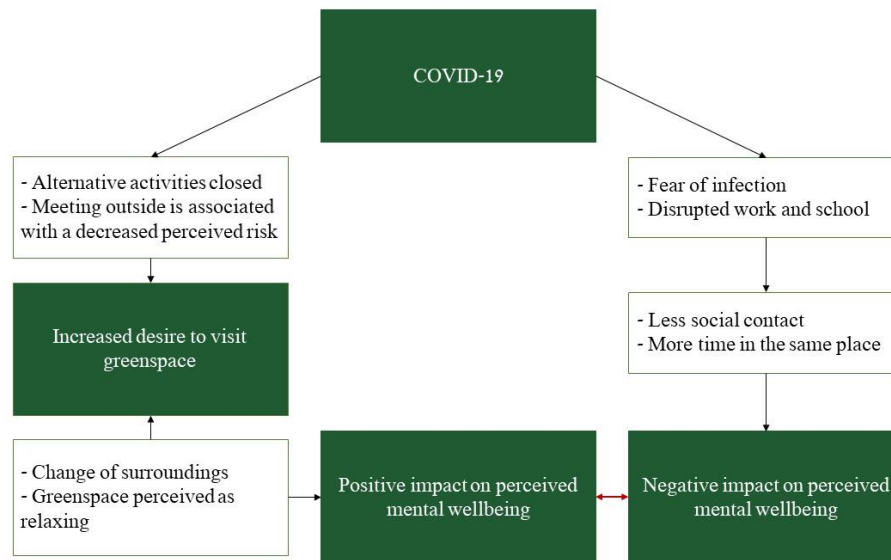 COVID-19
- Alternative activities closed
- Meeting outside is associated
with a decreased perceived risk
- Fear of infection
- Disrupted work and school
Increased desire to visit
greenspace
- Less social contact
- More time in the same place
- Change of surroundings
- Greenspace perceived as
relaxing
Positive impact on perceived
mental wellbeing
Negative impact on perceived
mental wellbeing